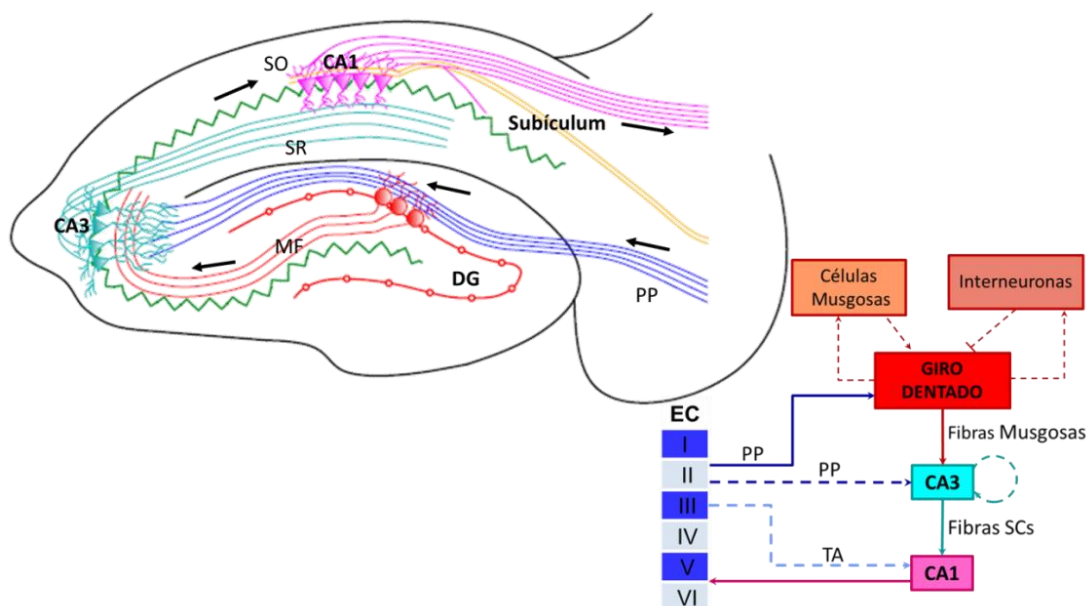 SO
CA1
Subículum
SR
CA3
MF
DG
PP
Células
Musgosas
Interneuronas
GIRO
DENTADO
EC
I
II
III
IV
V
VI
PP
PP
TA
Fibras Musgosas
CA3
Fibras SCs
CA1